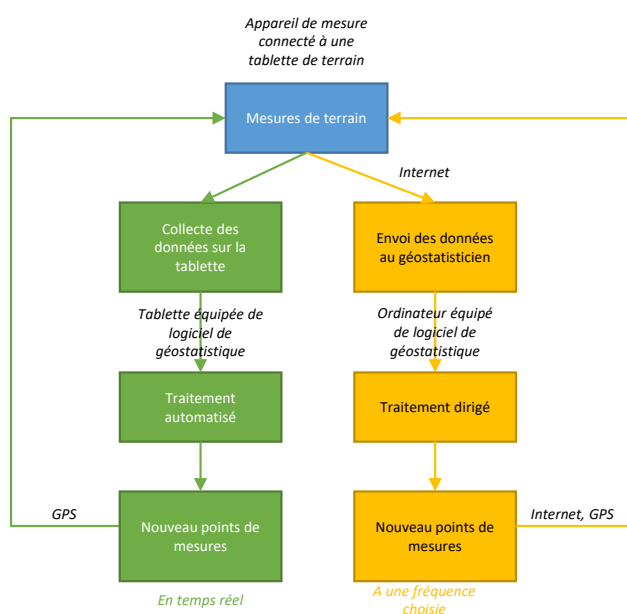 Appareil de mesure
connecté à une
tablette de terrain
Mesures de terrain
Internet
Collecte des
données sur la
tablette
Envoi des données
au géostatisticien
Tablette équipée de
logiciel de
géostatistique
Ordinateur équipé
de logiciel de
géostatistique
Traitement
automatisé
Traitement dirigé
GPS
Nouveau points de
mesures
Nouveau points de
mesures
Internet, GPS
En temps réel
A une fréquence
choisie